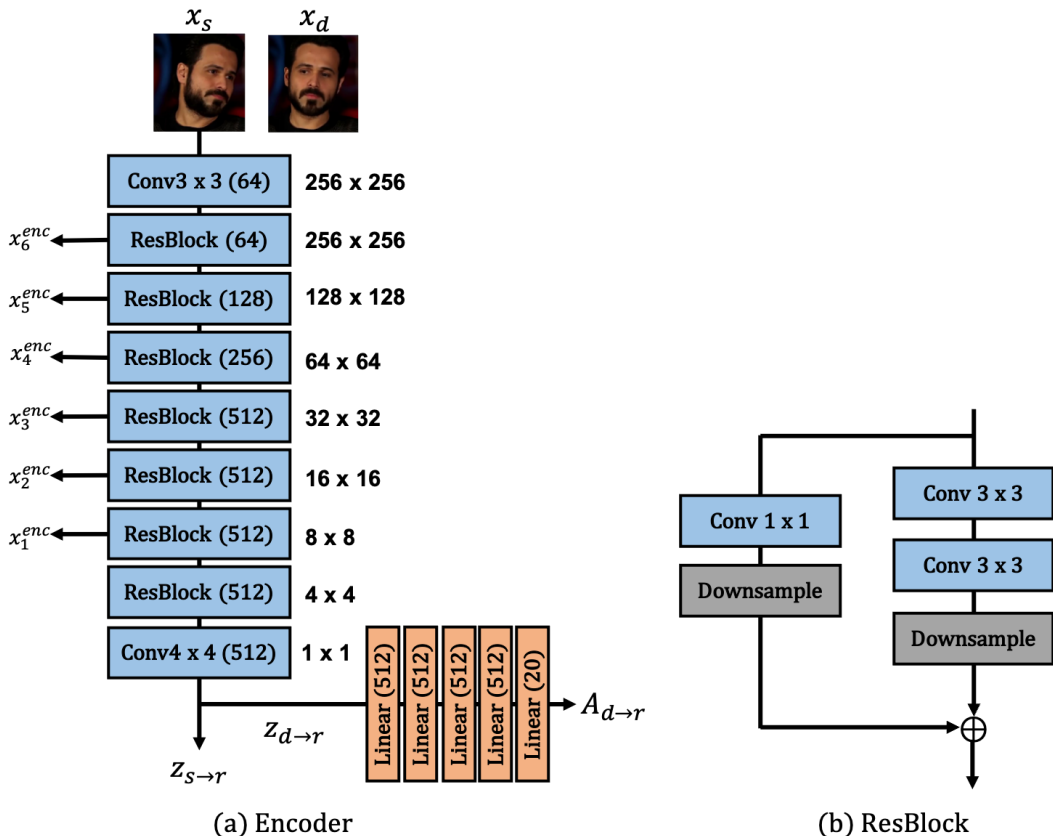 x_s x_d
Conv3 x 3 (64) 256 x 256
x_6^{enc} ResBlock (64) 256 x 256
x_5^{enc} ResBlock (128) 128 x 128
x_4^{enc} ResBlock (256) 64 x 64
x_3^{enc} ResBlock (512) 32 x 32
x_2^{enc} ResBlock (512) 16 x 16
x_1^{enc} ResBlock (512) 8 x 8
ResBlock (512) 4 x 4
Conv4 x 4 (512) 1 x 1
z_{d→r}
Linear (512)
Linear (512)
Linear (512)
Linear (512)
Linear (20)
A_{d→r}
z_{s→r}
(a) Encoder
Conv 3 x 3
Conv 1 x 1
Conv 3 x 3
Downsample
Downsample
(b) ResBlock